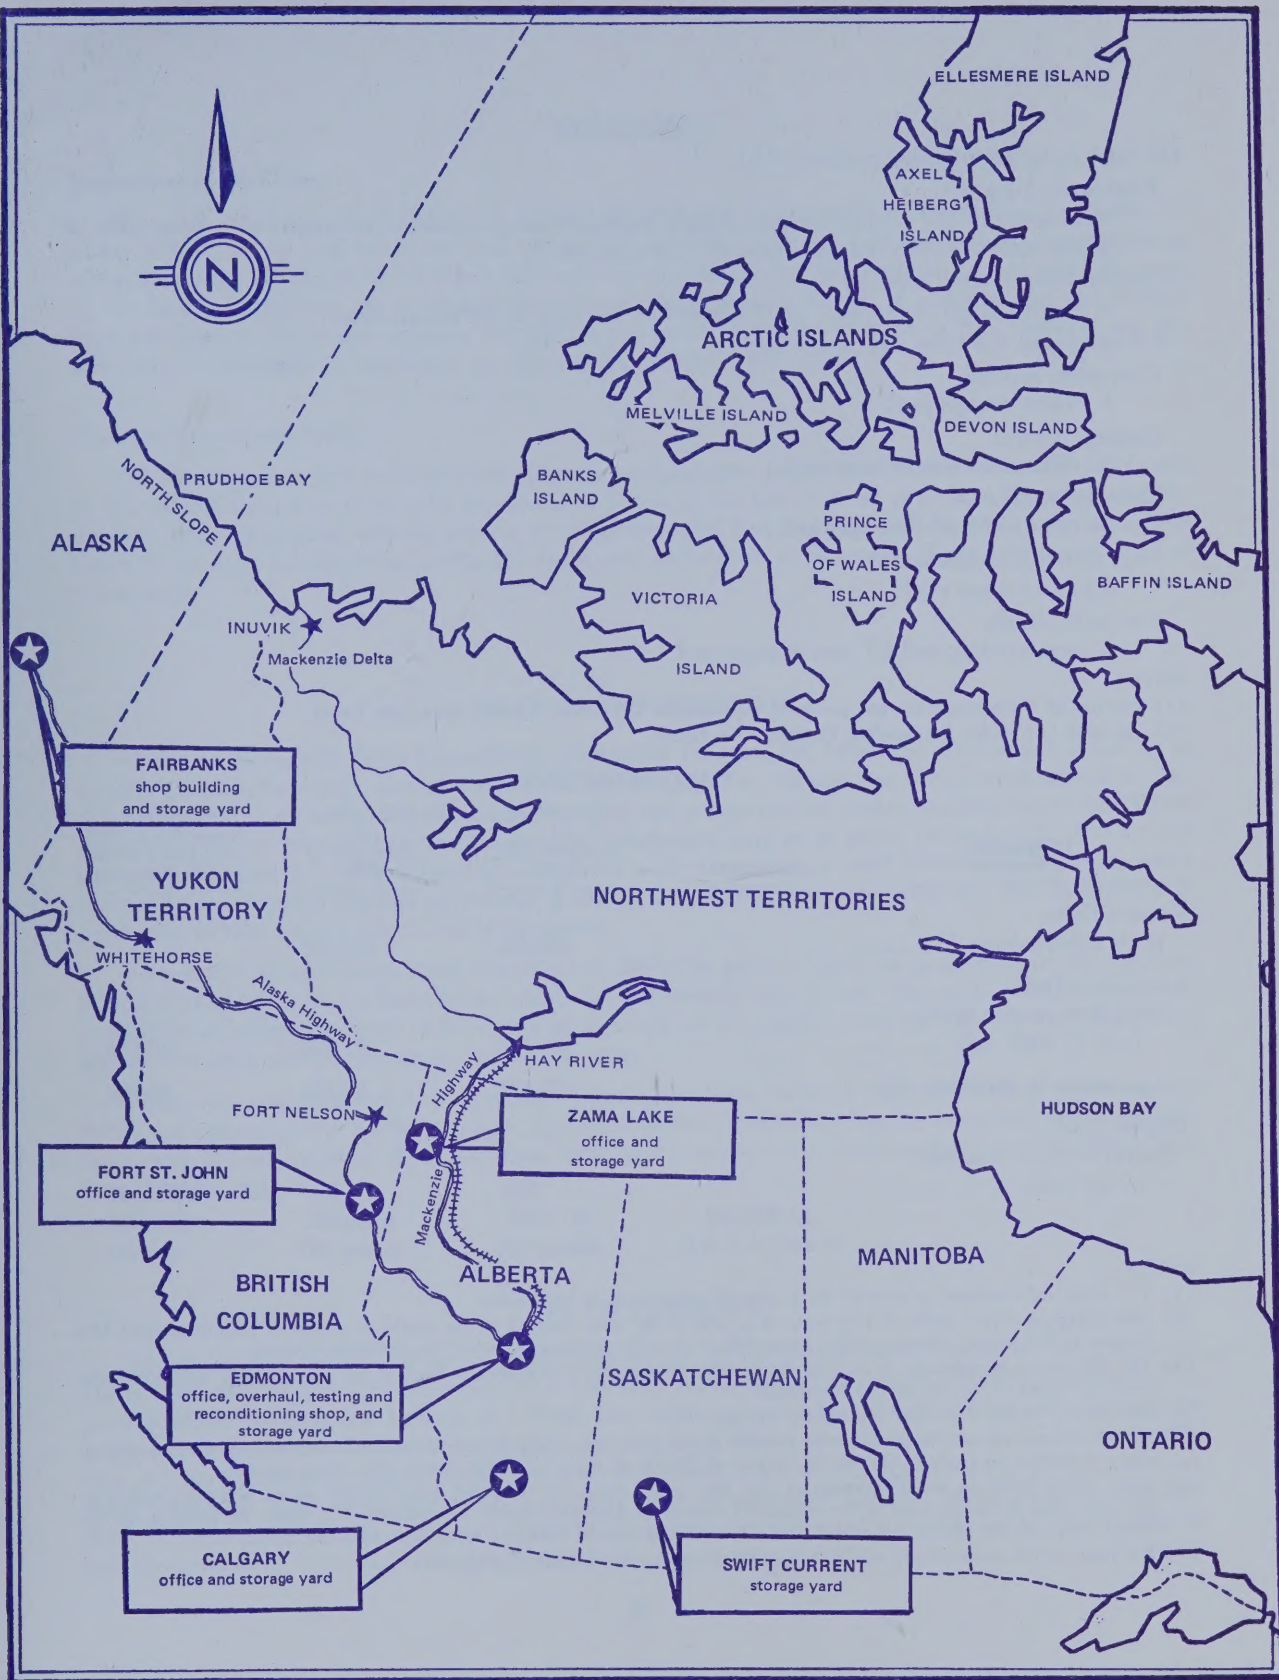 ELLESMERE ISLAND
AXEL
HEIBERG
ISLAND
N
ARCTIC ISLANDS
MELVILLE ISLAND
DEVON ISLAND
BANKS
ISLAND
PRUDHOE BAY
NORTH SLOPE
ALASKA
PRINCE
OF WALES
ISLAND
BAFFIN ISLAND
VICTORIA
ISLAND
INUVIK
Mackenzie Delta
FAIRBANKS
shop building
and storage yard
YUKON
TERRITORY
NORTHWEST TERRITORIES
WHITEHORSE
Alaska Highway
HAY RIVER
Mackenzie Highway
FORT NELSON
ZAMA LAKE
office and
storage yard
HUDSON BAY
FORT ST. JOHN
office and storage yard
MANITOBA
ALBERTA
BRITISH
COLUMBIA
EDMONTON
office, overhaul, testing and
reconditioning shop, and
storage yard
SASKATCHEWAN
ONTARIO
CALGARY
office and storage yard
SWIFT CURRENT
storage yard